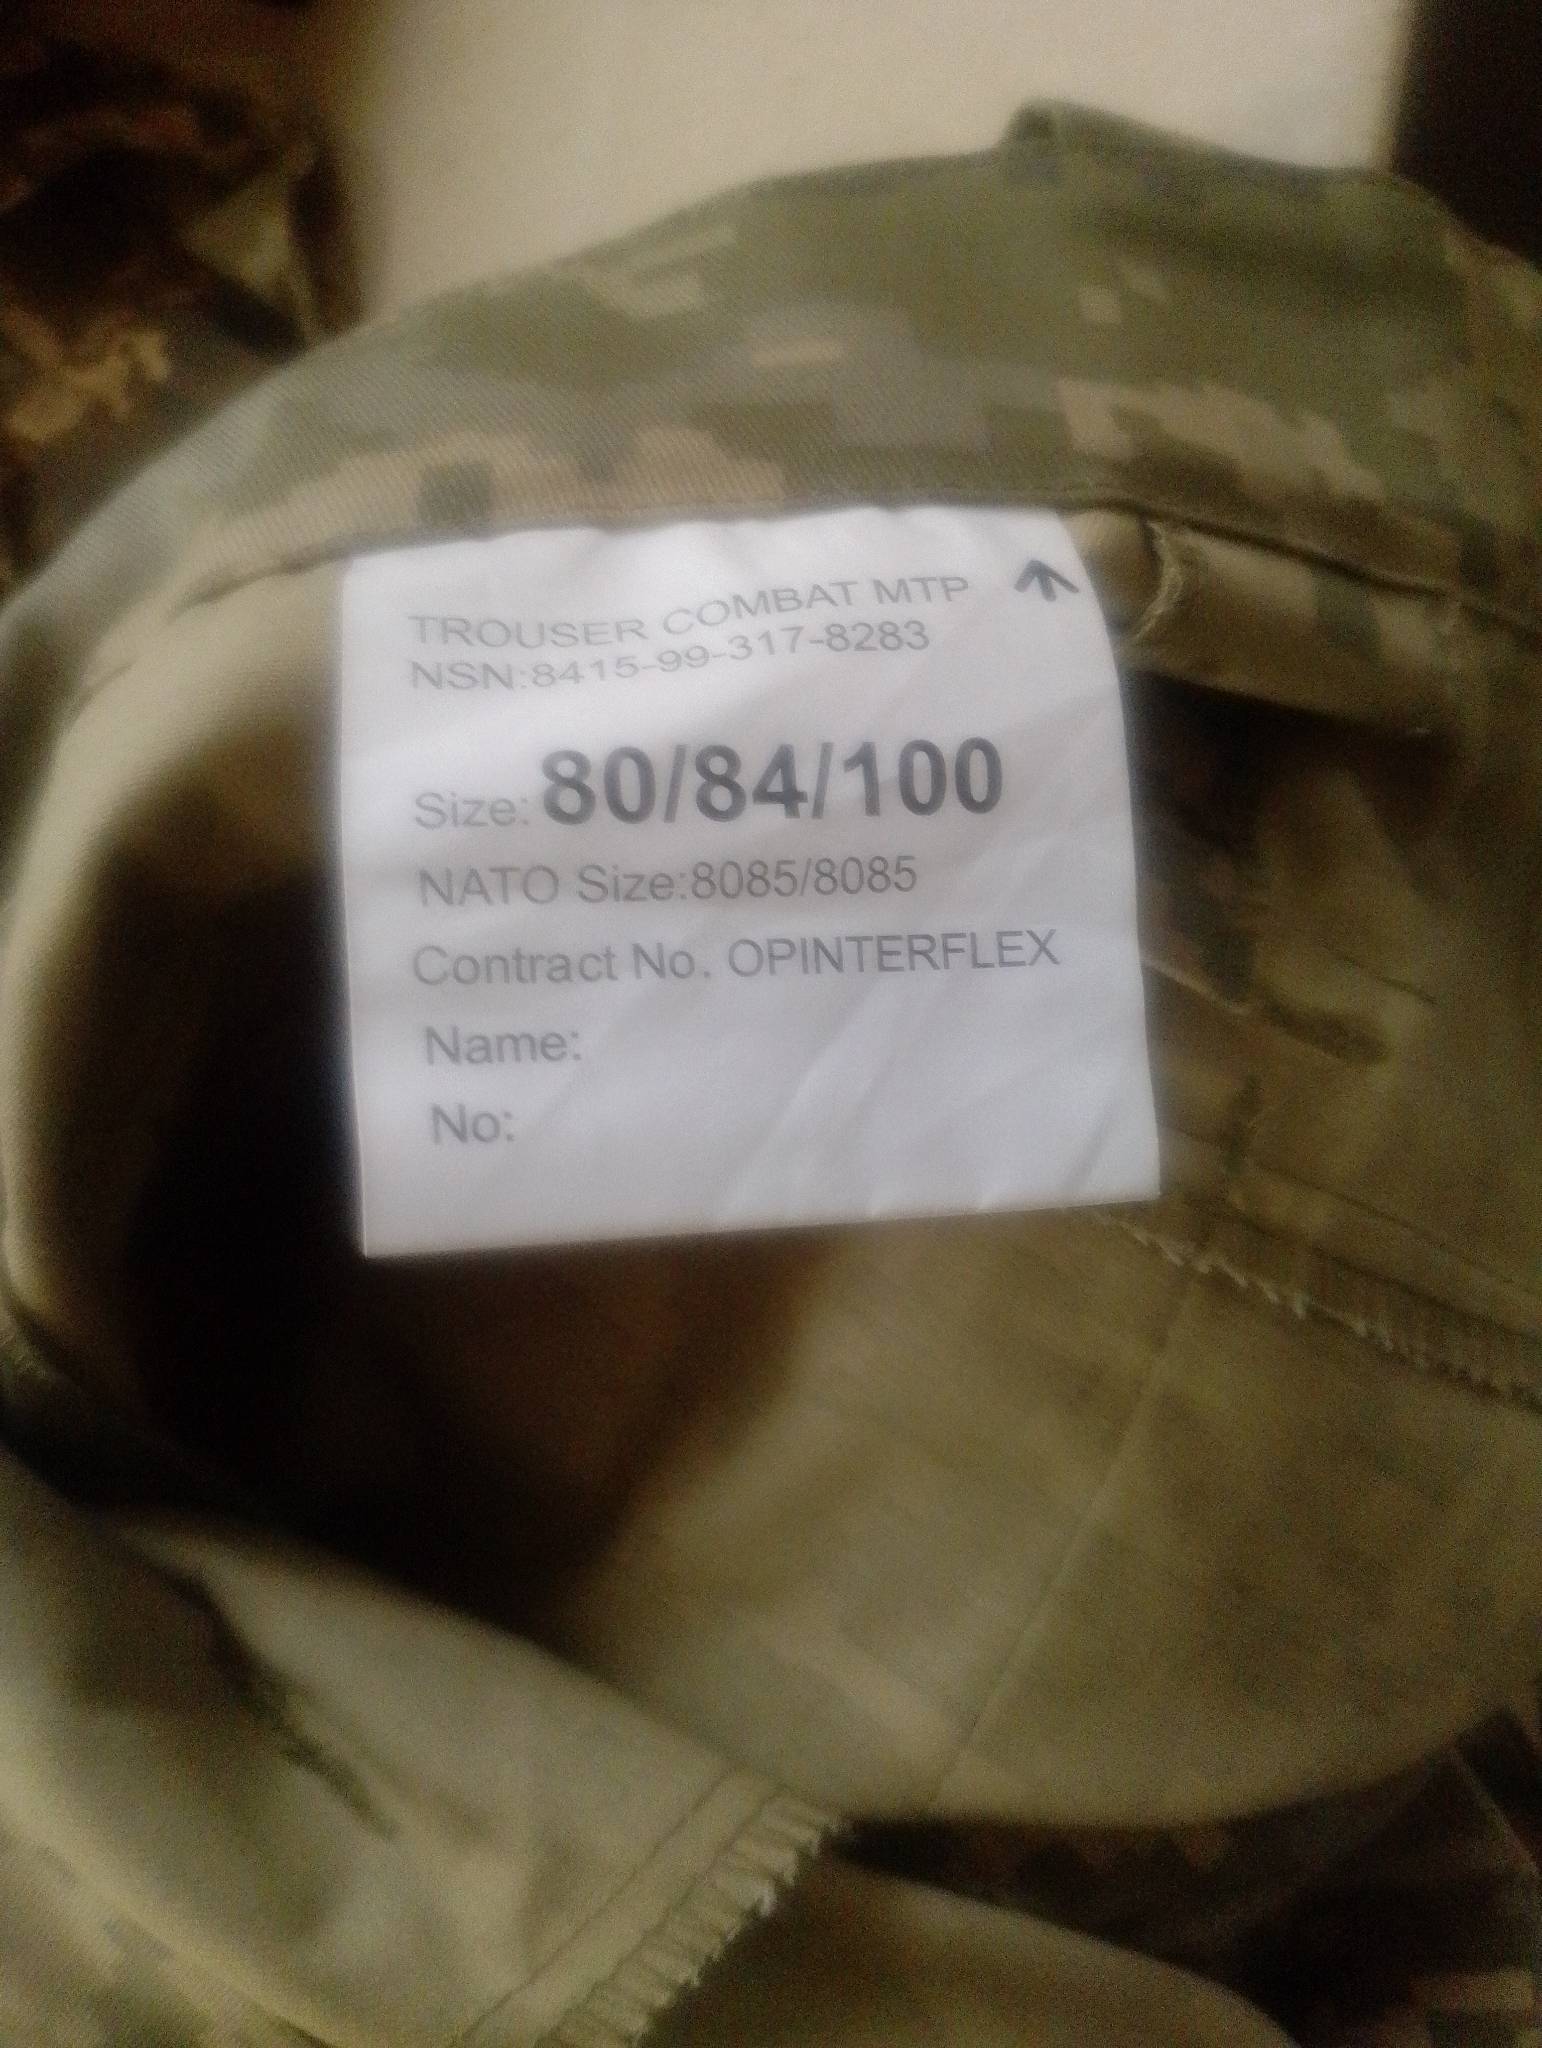 TROUSER COMBAT MTP
NSN:8415-99-317-8283
Size: 80/84/100
NATO Size:8085/8085
Contract No. OPINTERFLEX
Name:
No: